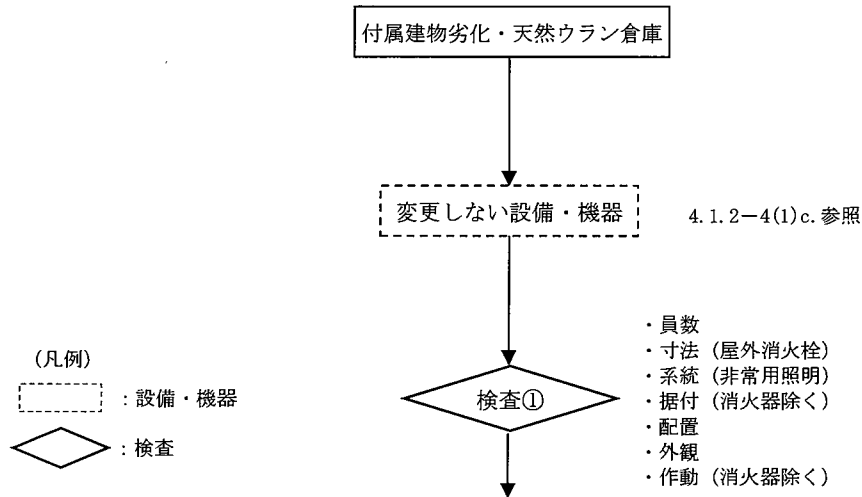 付属建物劣化・天然ウラン倉庫
変更しない設備・機器
4.1.2－4(1)c.参照
・員数
・寸法（屋外消火栓）
・系統（非常用照明）
・据付（消火器除く）
・配置
・外観
・作動（消火器除く）
検査①
(凡例)
：設備・機器
：検査